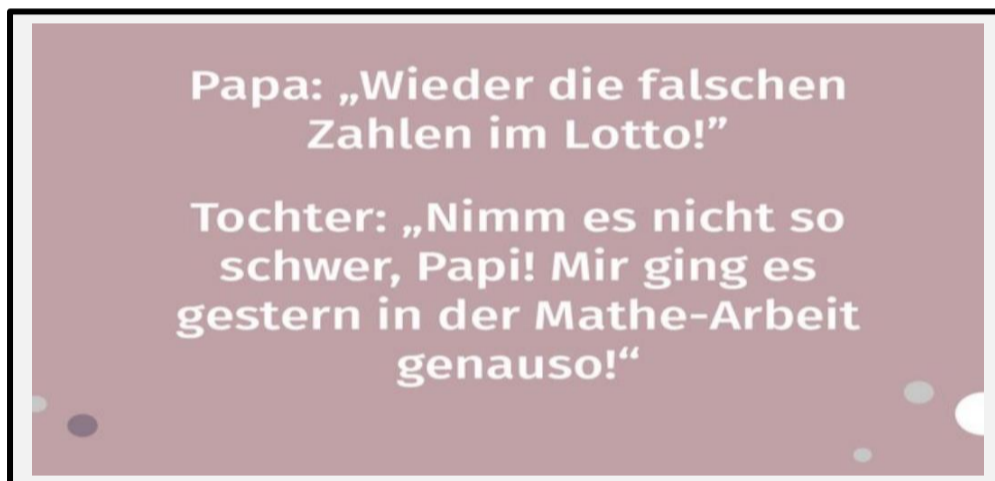 Papa: „Wieder die falschen
Zahlen im Lotto!”
Tochter: „Nimm es nicht so
schwer, Papi! Mir ging es
gestern in der Mathe-Arbeit
genauso!“